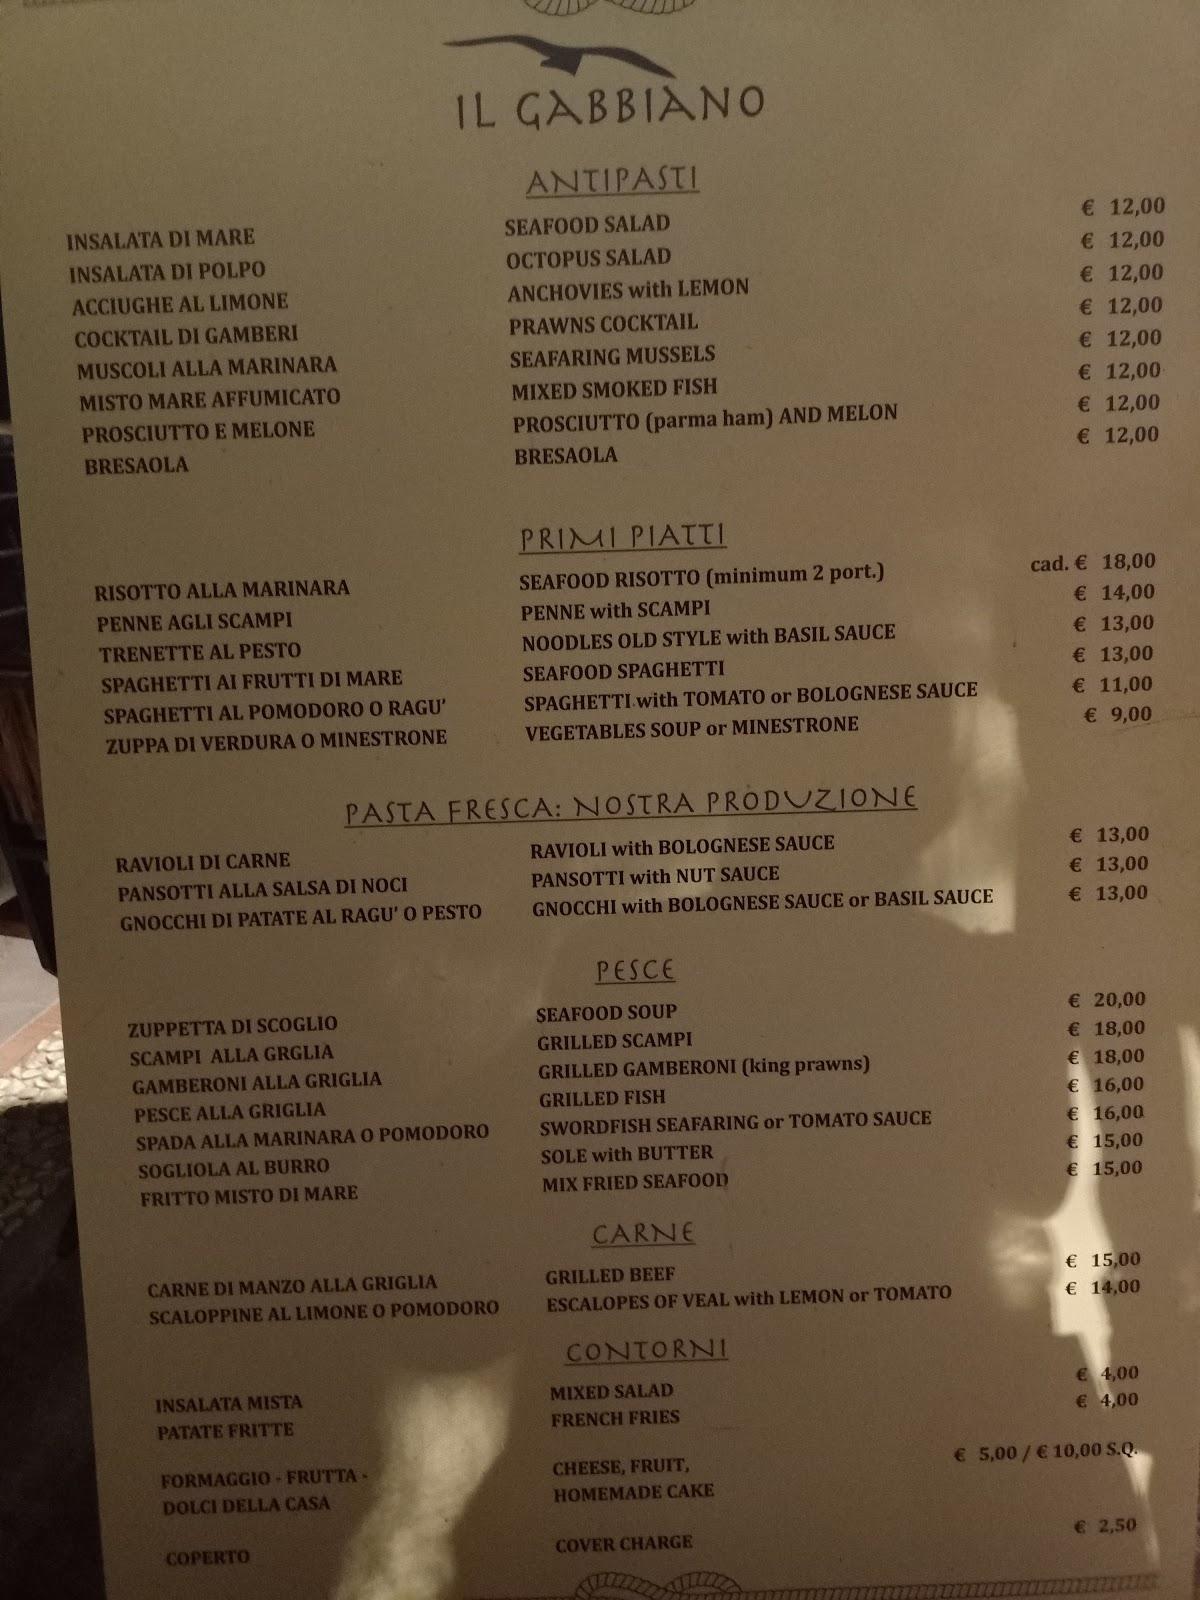 IL GABBIANO
ANTIPASTI
INSALATA DI MARE SEAFOOD SALAD € 12,00
INSALATA DI POLPO OCTOPUS SALAD € 12,00
ACCIUGHE AL LIMONE ANCHOVIES with LEMON € 12,00
COCKTAIL DI GAMBERI PRAWNS COCKTAIL € 12,00
MUSCOLI ALLA MARINARA SEAFARING MUSSELS € 12,00
MISTO MARE AFFUMICATO MIXED SMOKED FISH € 12,00
PROSCIUTTO E MELONE PROSCIUTTO (parma ham) AND MELON € 12,00
BRESAOLA BRESAOLA € 12,00
PRIMI PIATTI
RISOTTO ALLA MARINARA SEAFOOD RISOTTO (minimum 2 port.) cad. € 18,00
PENNE AGLI SCAMPI PENNE with SCAMPI € 14,00
TRENETTE AL PESTO NOODLES OLD STYLE with BASIL SAUCE € 13,00
SPAGHETTI AI FRUTTI DI MARE SEAFOOD SPAGHETTI € 13,00
SPAGHETTI AL POMODORO O RAGU' SPAGHETTI with TOMATO or BOLOGNESE SAUCE € 11,00
ZUPPA DI VERDURA O MINESTRONE VEGETABLES SOUP or MINESTRONE € 9,00
PASTA FRESCA: NOSTRA PRODUZIONE
RAVIOLI DI CARNE RAVIOLI with BOLOGNESE SAUCE € 13,00
PANSOTTI ALLA SALSA DI NOCI PANSOTTI with NUT SAUCE € 13,00
GNOCCHI DI PATATE AL RAGU' O PESTO GNOCCHI with BOLOGNESE SAUCE or BASIL SAUCE € 13,00
PESCE
ZUPPETTA DI SCOGLIO SEAFOOD SOUP € 20,00
SCAMPI ALLA GRGLIA GRILLED SCAMPI € 18,00
GAMBERONI ALLA GRIGLIA GRILLED GAMBERONI (king prawns) € 18,00
PESCE ALLA GRIGLIA GRILLED FISH € 16,00
SPADA ALLA MARINARA O POMODORO SWORDFISH SEAFARING or TOMATO SAUCE € 16,00
SOGLIOLA AL BURRO SOLE with BUTTER € 15,00
FRITTO MISTO DI MARE MIX FRIED SEAFOOD € 15,00
CARNE
CARNE DI MANZO ALLA GRIGLIA GRILLED BEEF € 15,00
SCALOPPINE AL LIMONE O POMODORO ESCALOPES OF VEAL with LEMON or TOMATO € 14,00
CONTORNI
INSALATA MISTA MIXED SALAD € 4,00
PATATE FRITTE FRENCH FRIES € 4,00
FORMAGGIO - FRUTTA - CHEESE, FRUIT, € 5,00 / € 10,00 S.Q.
DOLCI DELLA CASA HOMEMADE CAKE
COPERTO COVER CHARGE € 2,50